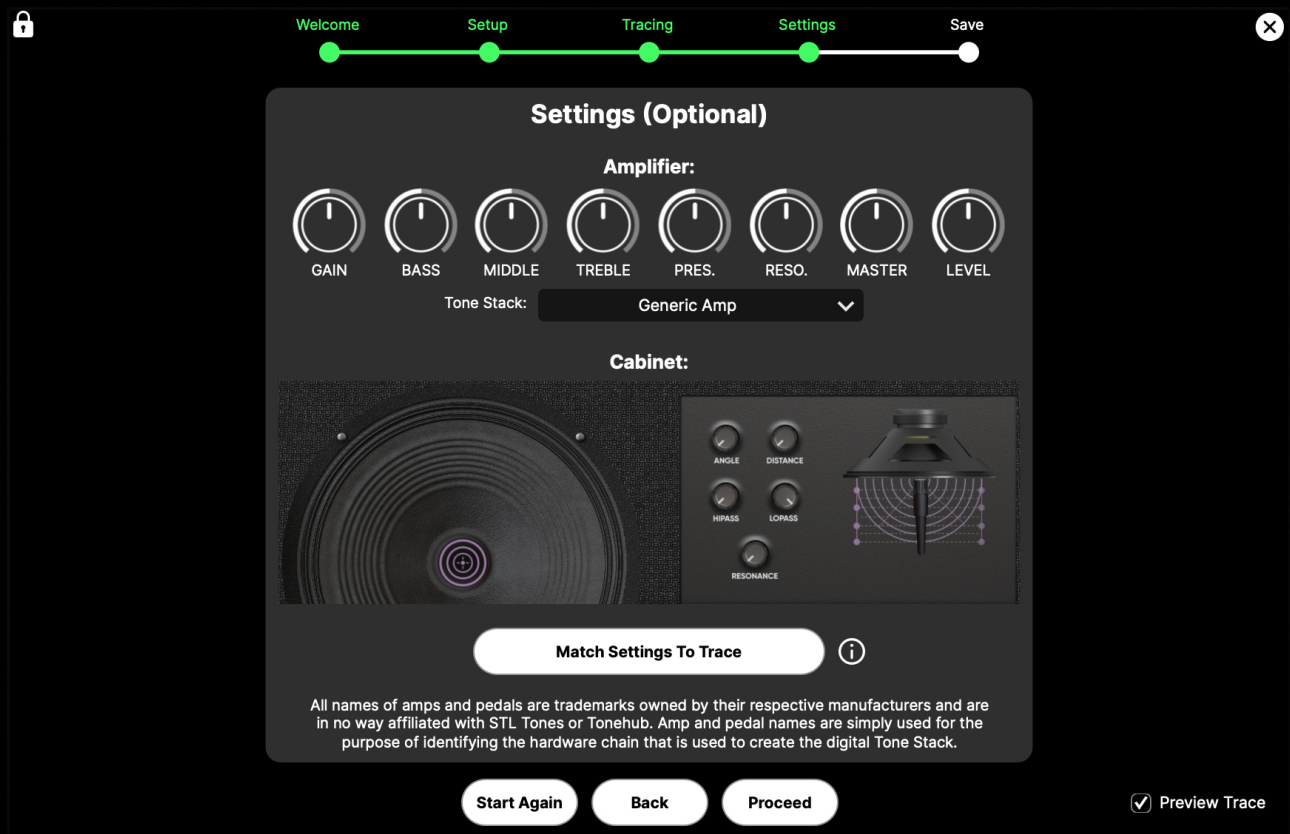 Welcome
Setup
Tracing
Settings
Save
Settings (Optional)
Amplifier:
GAIN
BASS
MIDDLE
TREBLE
PRES.
RESO.
MASTER
LEVEL
Tone Stack:
Generic Amp
Cabinet:
ANGLE
DISTANCE
HIPASS
LOPASS
RESONANCE
Match Settings To Trace
All names of amps and pedals are trademarks owned by their respective manufacturers and are
in no way affiliated with STL Tones or Tonehub. Amp and pedal names are simply used for the
purpose of identifying the hardware chain that is used to create the digital Tone Stack.
Start Again
Back
Proceed
Preview Trace